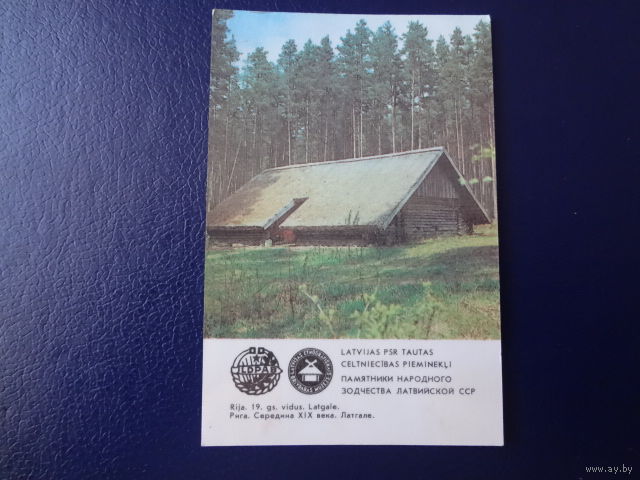 LATVIJAS PSR TAUTAS
CELTNIECĪBAS PIEMINEKĻI
ПАМЯТНИКИ НАРОДНОГО
ЗОДЧЕСТВА ЛАТВИЙСКОЙ ССР
Rija. 19. gs. vidus. Latgale.
Рига. Середина XIX века. Латгале.
www.ay.by